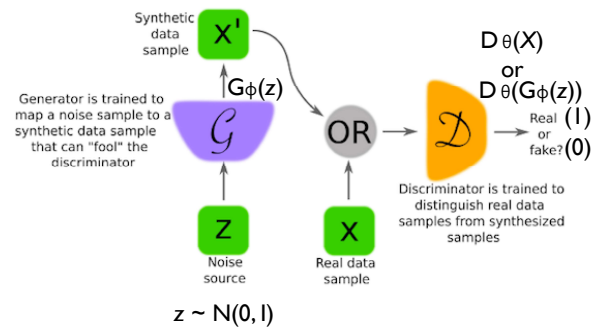 Synthetic
data
sample
X'
Gϕ(z)
Generator is trained to
map a noise sample to a
synthetic data sample
that can "fool" the
discriminator
G
Z
Noise
source
z ~ N(0,I)
OR
X
Real data
sample
D
Discriminator is trained to
distinguish real data
samples from synthesized
samples
D θ(X)
or
D θ(Gϕ(z))
Real (1)
or
fake? (0)